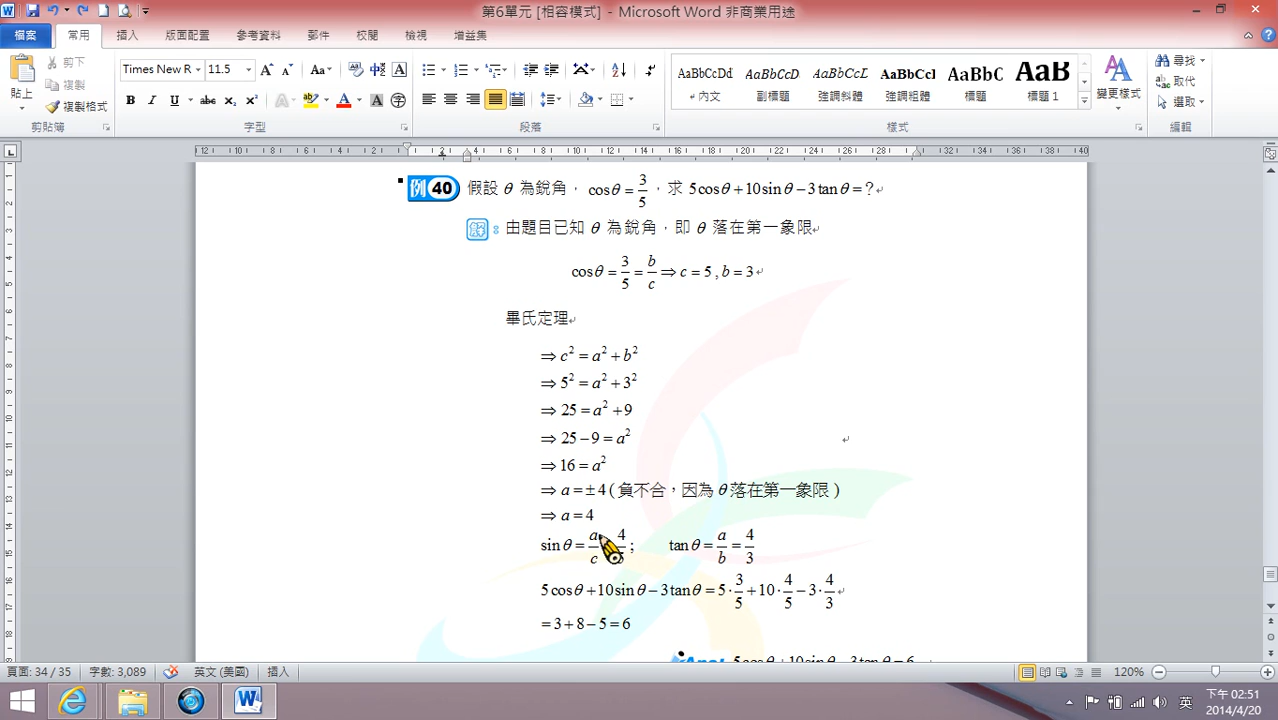 第6單元 [相容模式] - Microsoft Word 非商業用途
檔案 常用 插入 版面配置 參考資料 郵件 校閱 檢視 增益集
貼上 剪下 複製 複製格式 剪貼簿
Times New R 11.5 字型
段落
AaBbCcI 內文 AaBbCcD 副標題 AaBbCcL 強調斜體 AaBbCcl 強調粗體 AaBbC 標題 AaB 標題 1 變更樣式 樣式
尋找 取代 選取 編輯
例 40 假設 θ 為銳角，cosθ = 3/5，求 5cosθ + 10sinθ − 3tanθ = ?
解 : 由題目已知 θ 為銳角，即 θ 落在第一象限
cosθ = 3/5 = b/c ⇒ c = 5 , b = 3
畢氏定理
⇒ c² = a² + b²
⇒ 5² = a² + 3²
⇒ 25 = a² + 9
⇒ 25 − 9 = a²
⇒ 16 = a²
⇒ a = ± 4 ( 負不合，因為 θ 落在第一象限 )
⇒ a = 4
sinθ = a/c 4 ; tanθ = a/b = 4/3
5cosθ + 10sinθ − 3tanθ = 5 · 3/5 + 10 · 4/5 − 3 · 4/3
= 3 + 8 − 5 = 6
Ans: 5cosθ + 10sinθ − 3tanθ = 6
頁面: 34 / 35 字數: 3,089 英文 (美國) 插入 120%
英 下午 02:51
2014/4/20